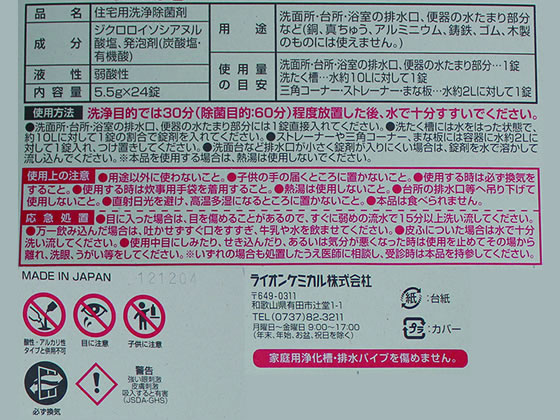 品名 住宅用洗浄除菌剤
成分 ジクロロイソシアヌル酸塩、発泡剤(炭酸塩・有機酸)
液性 弱酸性
内容量 5.5g×24錠
用途 洗面所・台所・浴室の排水口、便器の水たまり部分など(銅、真ちゅう、アルミニウム、鋳鉄、ゴム、木製のものには使えません。)
使用量の目安 洗面所・台所・浴室の排水口、便器の水たまり部分…1錠
洗たく槽…水約10Lに対して1錠
三角コーナー・ストレーナー・まな板など…水約2Lに対して1錠
使用方法 洗浄目的では30分(除菌目的:60分)程度放置した後、水で十分すすいでください。
●洗面所・台所・浴室の排水口、便器の水たまり部分には1錠直接入れてください。●洗たく槽には水をはった状態で、
約10Lに対して1錠の割合で錠剤を入れてください。●ストレーナーやまな板などは容器に水約2Lに
対して1錠入れ、つけ置きしてください。●洗面台など排水口が小さく錠剤が入りにくい場合は、錠剤を水で溶かして
流し込んでください。※本品を使用する場合は、熱湯は使用しないでください。
使用上の注意 ●用途以外に使わないこと。●子供の手の届くところに置かないこと。●使用する時は必ず換気を
すること。●使用する時は炊事用手袋を着用すること。●熱湯は使用しないこと。●台所の排水口等へ吊り下げて
使用しないこと。●直射日光を避け、高温多湿になるところに置かないこと。●本品は食べられません。
応急処置 ●目に入った場合は、目を傷めることがあるので、すぐに弱めの流水で15分以上洗い流してください。
●万一飲み込んだ場合は、吐かせずすぐ口をすすぎ、牛乳や水を飲ませてください。●皮ふについた場合は水で十分
洗い流してください。●使用中目にしみたり、せき込んだり、あるいは気分が悪くなった時は使用を止めてその場から
離れ、洗眼、うがい等をしてください。※いずれの場合も処置したうえ医師に相談し、受診時は本品を持参してください。
MADE IN JAPAN 121204
酸性・アルカリ性
タイプと併用不可
目に注意
子供に注意
必ず換気
警告
強い眼刺激
皮膚刺激
吸入すると有害
(JSDA-GHS)
ライオンケミカル株式会社
〒649-0311
和歌山県有田市辻堂1-1
TEL (0737)82-3211
月曜日~金曜日 9:00~17:00
(年末年始、お盆、祝日を除く)
家庭用浄化槽・排水パイプを傷めません。
紙:台紙
プラ:カバー